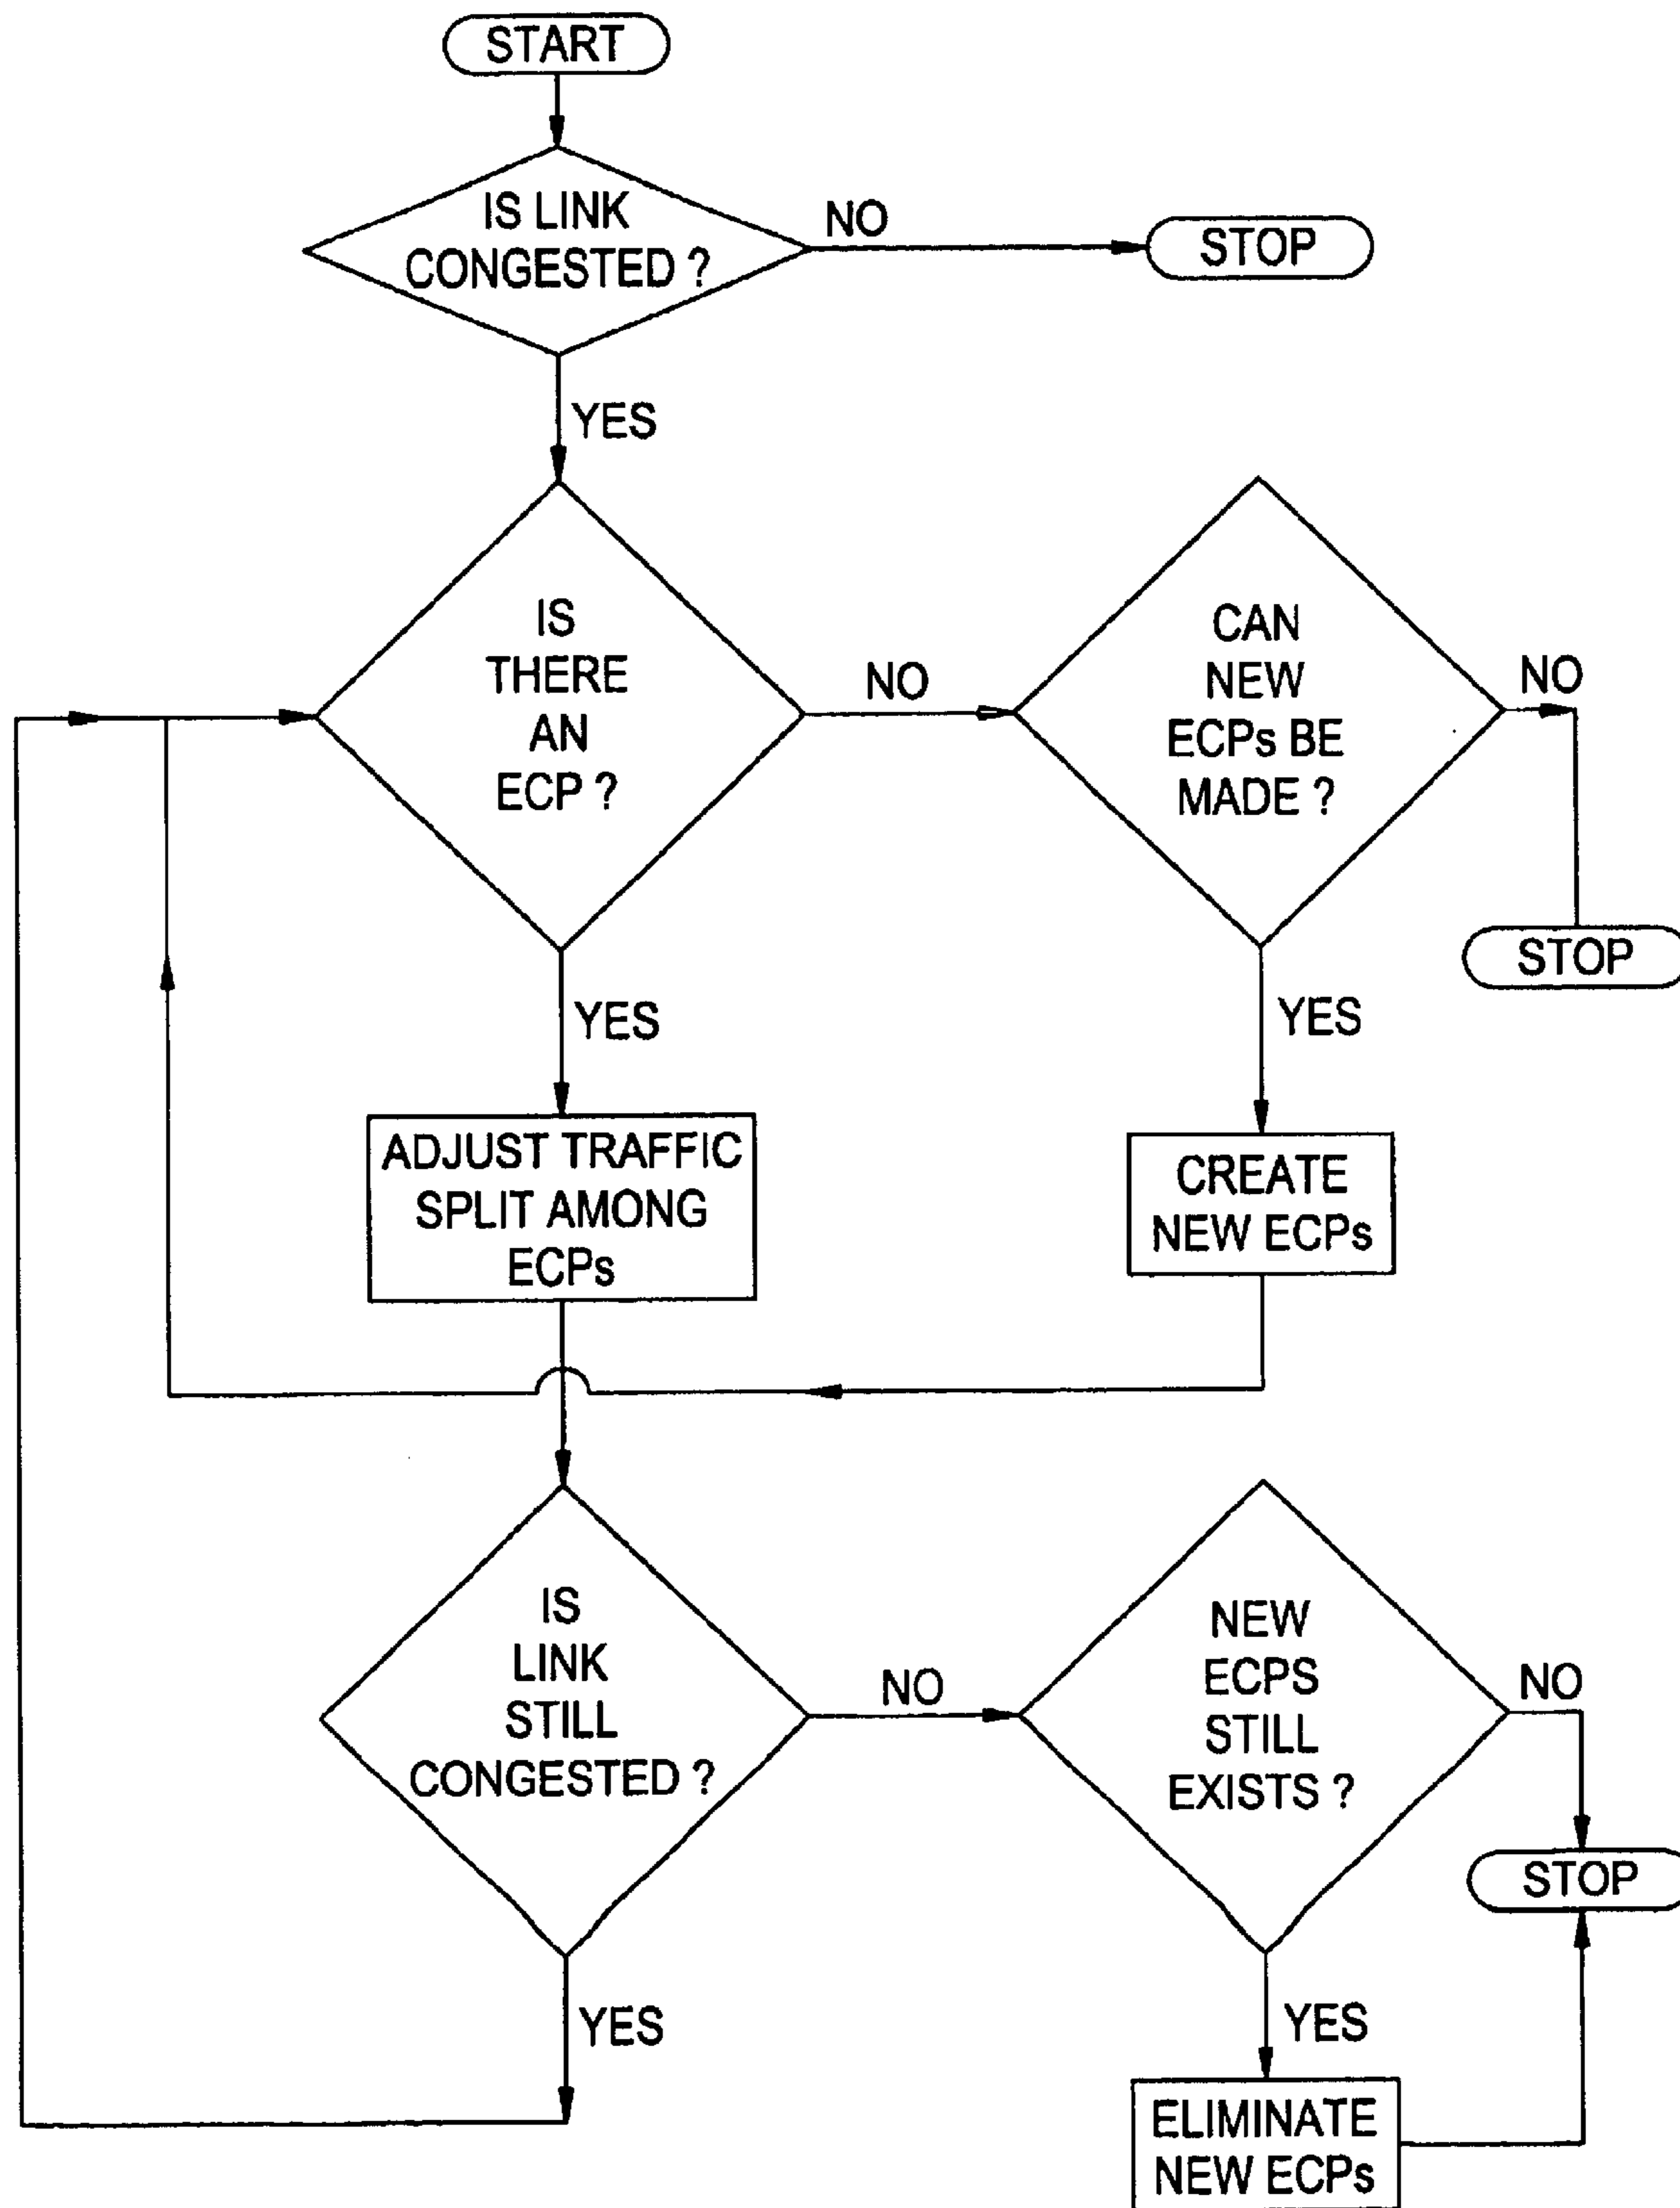 START
IS LINK
CONGESTED ?
NO
STOP
YES
IS
THERE
AN
ECP ?
NO
CAN
NEW
ECPs BE
MADE ?
NO
STOP
YES
YES
ADJUST TRAFFIC
SPLIT AMONG
ECPs
CREATE
NEW ECPs
IS
LINK
STILL
CONGESTED ?
NO
NEW
ECPS
STILL
EXISTS ?
NO
STOP
YES
YES
ELIMINATE
NEW ECPs